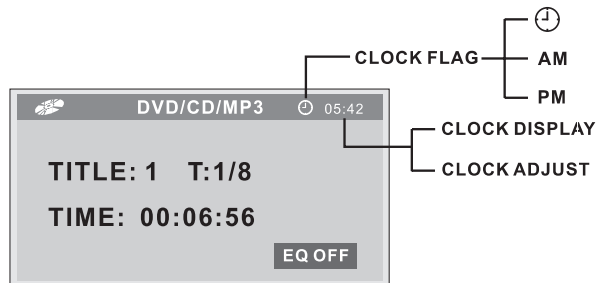 CLOCK FLAG
AM
PM
DVD/CD/MP3 05:42
CLOCK DISPLAY
CLOCK ADJUST
TITLE: 1 T:1/8
TIME: 00:06:56
EQ OFF